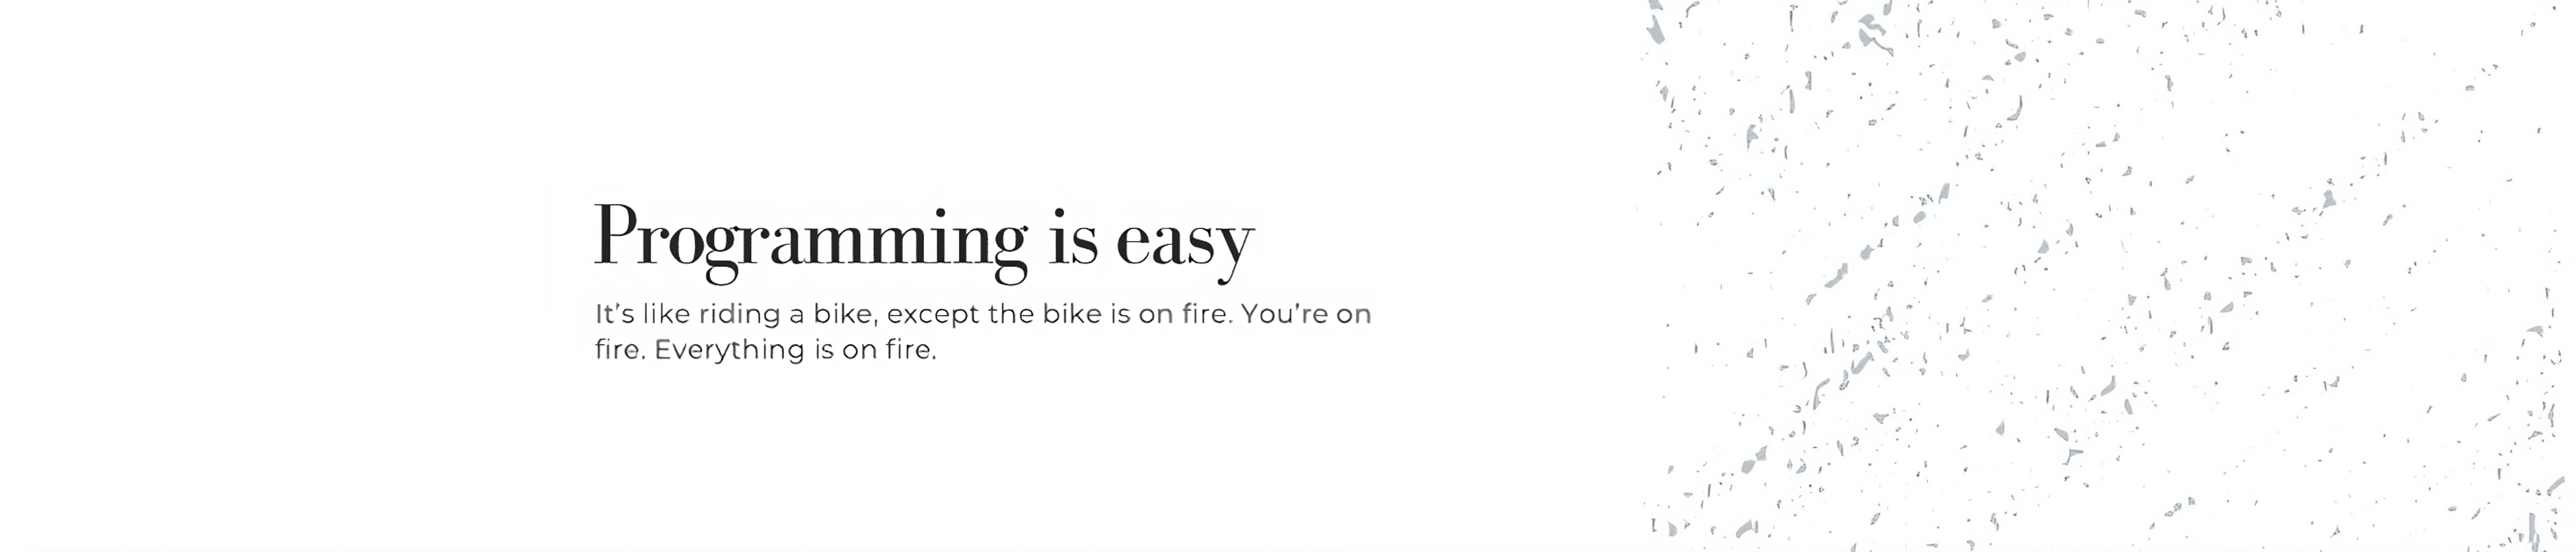 Programming is easy
It's like riding a bike, except the bike is on fire. You're on
fire. Everything is on fire.